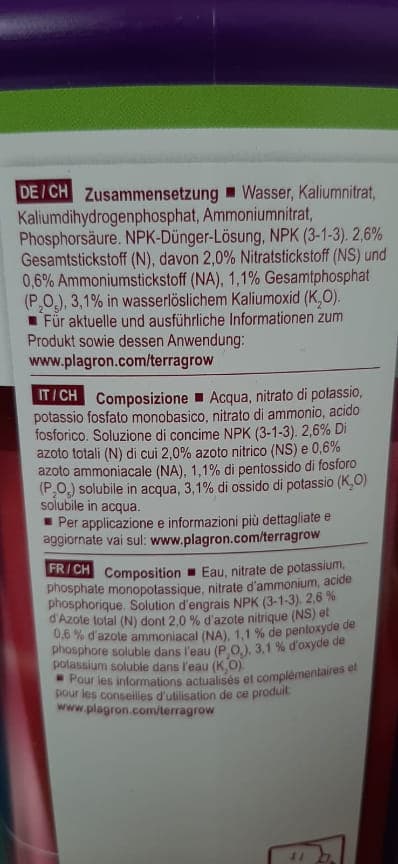 DE/CH Zusammensetzung ■ Wasser, Kaliumnitrat,
Kaliumdihydrogenphosphat, Ammoniumnitrat,
Phosphorsäure. NPK-Dünger-Lösung, NPK (3-1-3). 2,6%
Gesamtstickstoff (N), davon 2,0% Nitratstickstoff (NS) und
0,6% Ammoniumstickstoff (NA), 1,1% Gesamtphosphat
(P₂O₅), 3,1% in wasserlöslichem Kaliumoxid (K₂O).
■ Für aktuelle und ausführliche Informationen zum
Produkt sowie dessen Anwendung:
www.plagron.com/terragrow
IT/CH Composizione ■ Acqua, nitrato di potassio,
potassio fosfato monobasico, nitrato di ammonio, acido
fosforico. Soluzione di concime NPK (3-1-3). 2,6% Di
azoto totali (N) di cui 2,0% azoto nitrico (NS) e 0,6%
azoto ammoniacale (NA), 1,1% di pentossido di fosforo
(P₂O₅) solubile in acqua, 3,1% di ossido di potassio (K₂O)
solubile in acqua.
■ Per applicazione e informazioni più dettagliate e
aggiornate vai sul: www.plagron.com/terragrow
FR/CH Composition ■ Eau, nitrate de potassium,
phosphate monopotassique, nitrate d'ammonium, acide
phosphorique. Solution d'engrais NPK (3-1-3). 2,6 %
d'Azote total (N) dont 2,0 % d'azote nitrique (NS) et
0,6 % d'azote ammoniacal (NA), 1,1 % de pentoxyde de
phosphore soluble dans l'eau (P₂O₅), 3,1 % d'oxyde de
potassium soluble dans l'eau (K₂O).
■ Pour les informations actualisés et complémentaires et
pour les conseilles d'utilisation de ce produit:
www.plagron.com/terragrow